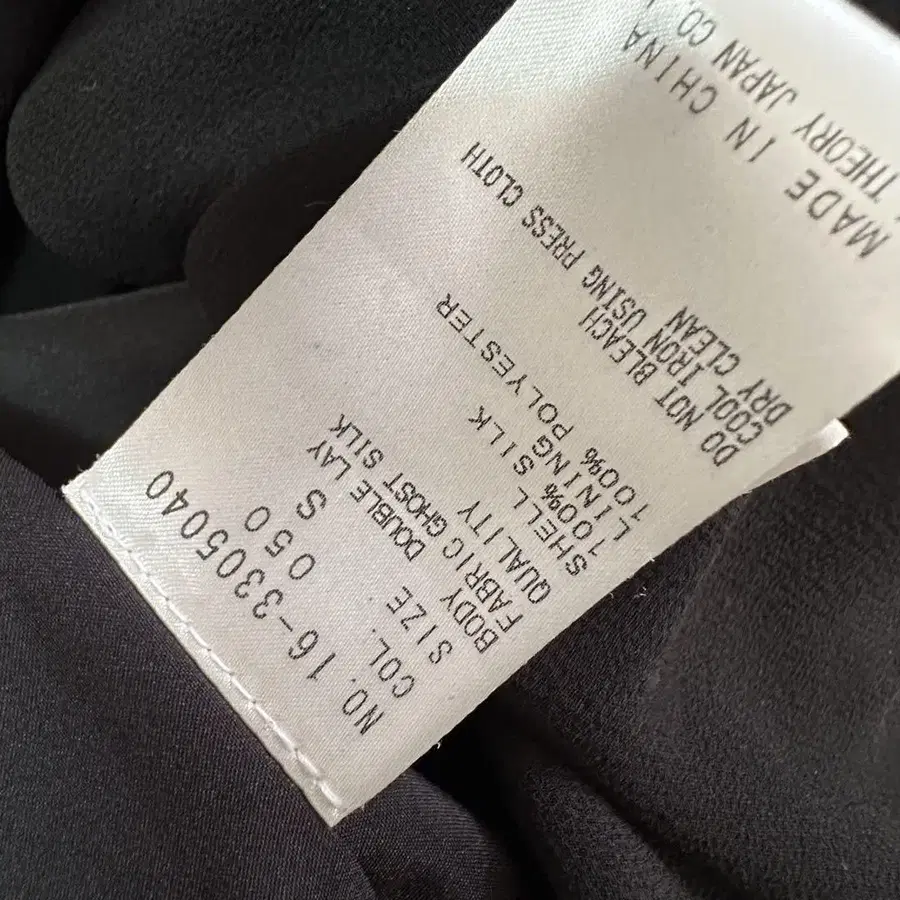 NO. 16-3305040
COL. 050
SIZE S
BODY DOUBLE LAY
FABRIC GHOST SILK
QUALITY
SHELL
100% SILK
LINING
100% POLYESTER
DO NOT BLEACH
COOL IRON USING PRESS CLOTH
DRY CLEAN
MADE IN CHINA
THEORY JAPAN CO.